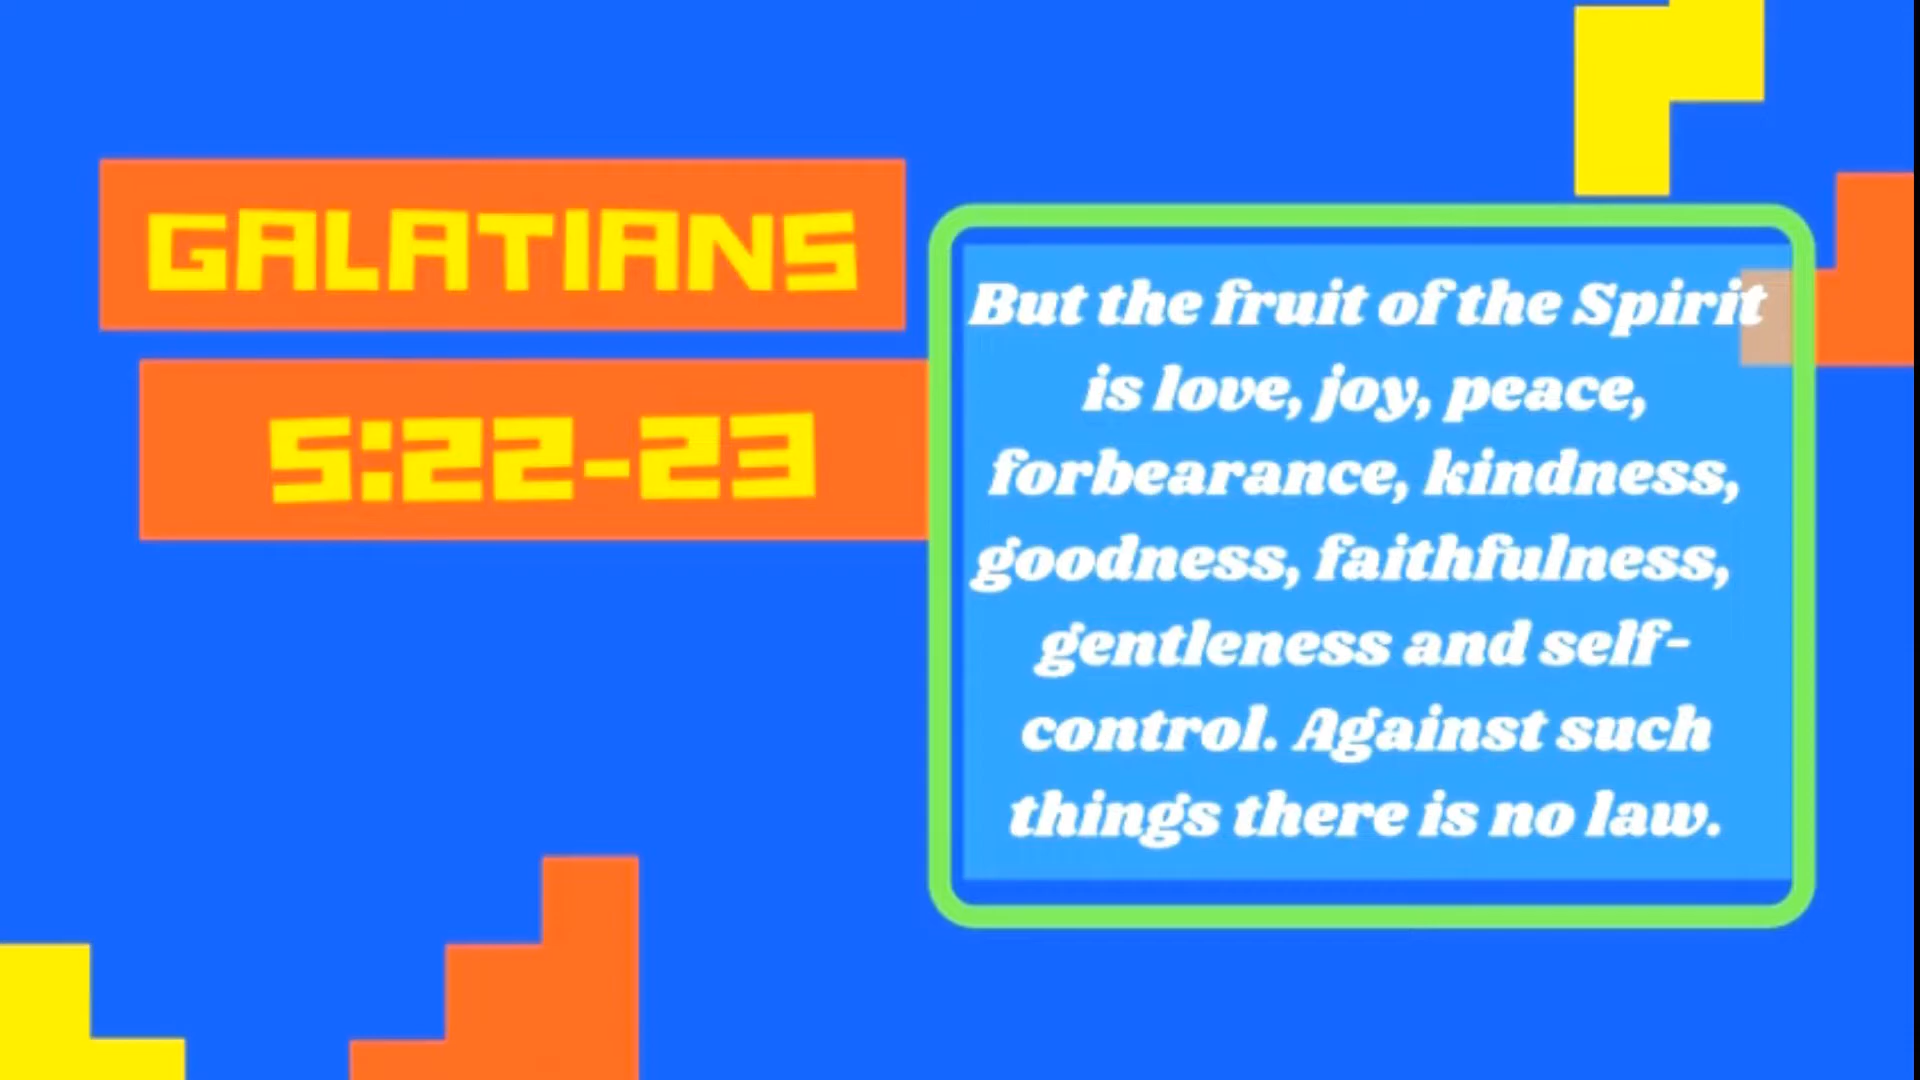 GALATIANS
5:22-23
But the fruit of the Spirit
is love, joy, peace,
forbearance, kindness,
goodness, faithfulness,
gentleness and self-
control. Against such
things there is no law.